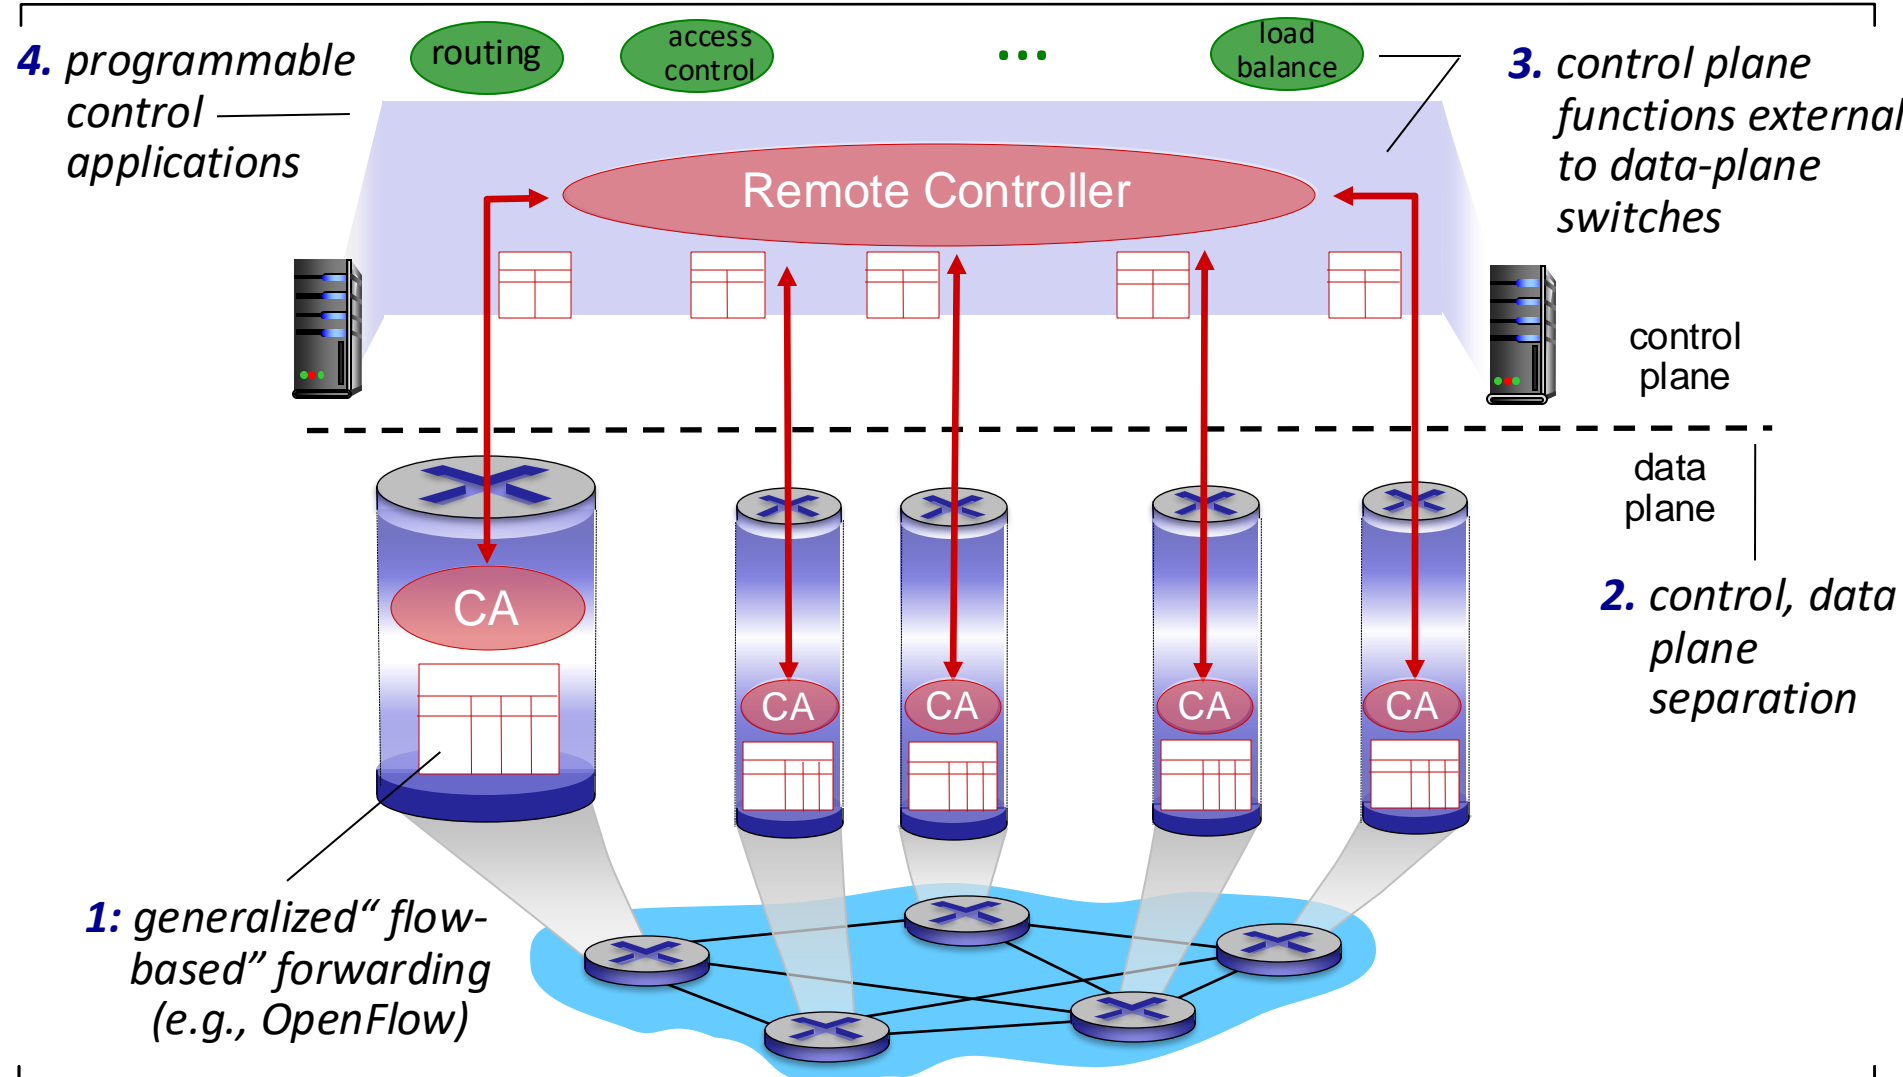 4. programmable
control
applications
routing
access
control
...
load
balance
3. control plane
functions external
to data-plane
switches
Remote Controller
control
plane
data
plane
CA
CA
CA
CA
CA
2. control, data
plane
separation
1: generalized“ flow-
based” forwarding
(e.g., OpenFlow)